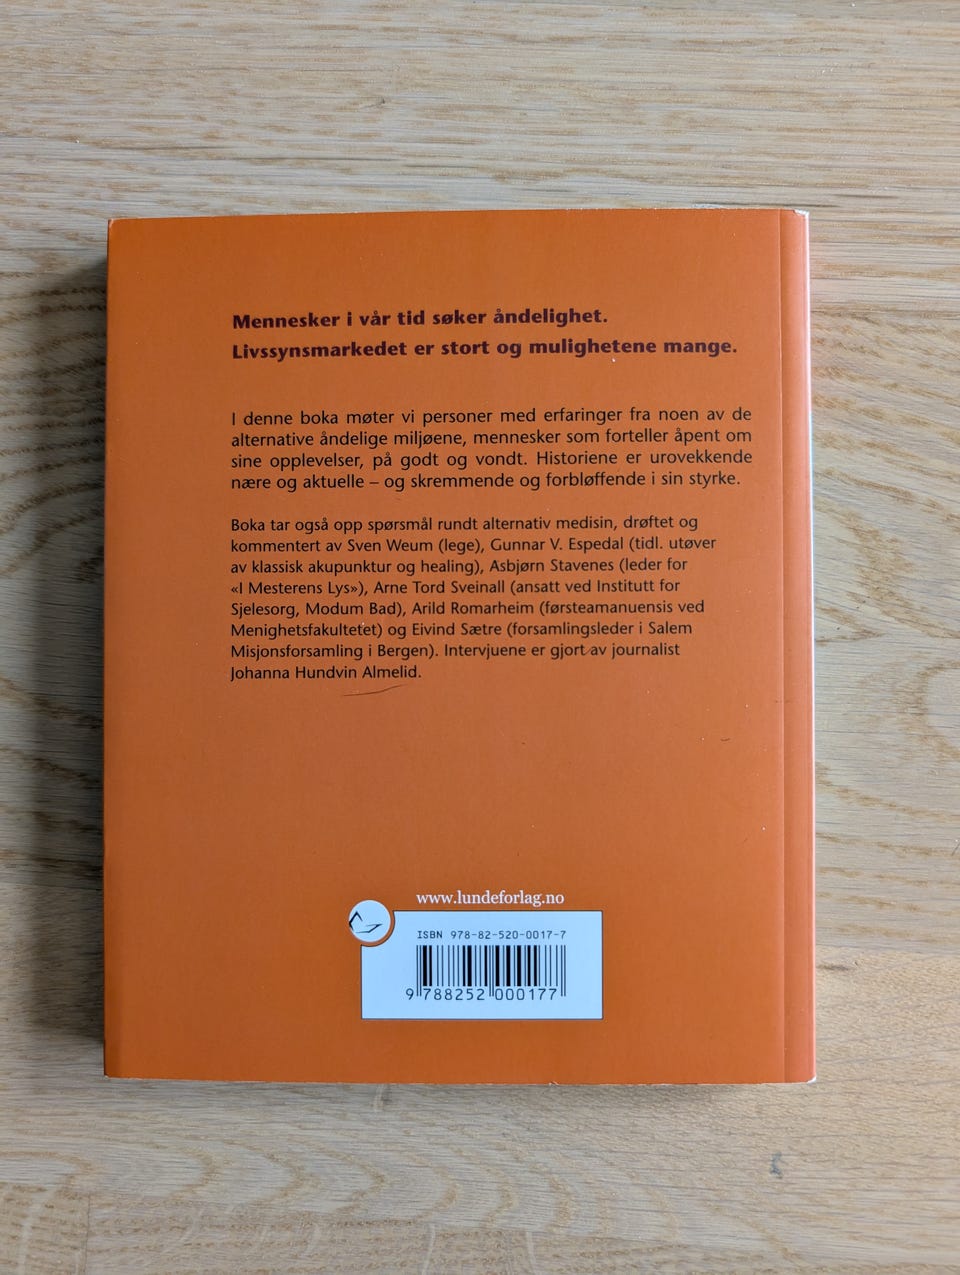 Mennesker i vår tid søker åndelighet.
Livssynsmarkedet er stort og mulighetene mange.
I denne boka møter vi personer med erfaringer fra noen av de
alternative åndelige miljøene, mennesker som forteller åpent om
sine opplevelser, på godt og vondt. Historiene er urovekkende
nære og aktuelle – og skremmende og forbløffende i sin styrke.
Boka tar også opp spørsmål rundt alternativ medisin, drøftet og
kommentert av Sven Weum (lege), Gunnar V. Espedal (tidl. utøver
av klassisk akupunktur og healing), Asbjørn Stavenes (leder for
«I Mesterens Lys»), Arne Tord Sveinall (ansatt ved Institutt for
Sjelesorg, Modum Bad), Arild Romarheim (førsteamanuensis ved
Menighetsfakultetet) og Eivind Sætre (forsamlingsleder i Salem
Misjonsforsamling i Bergen). Intervjuene er gjort av journalist
Johanna Hundvin Almelid.
www.lundeforlag.no
ISBN 978-82-520-0017-7
9 788252 000177